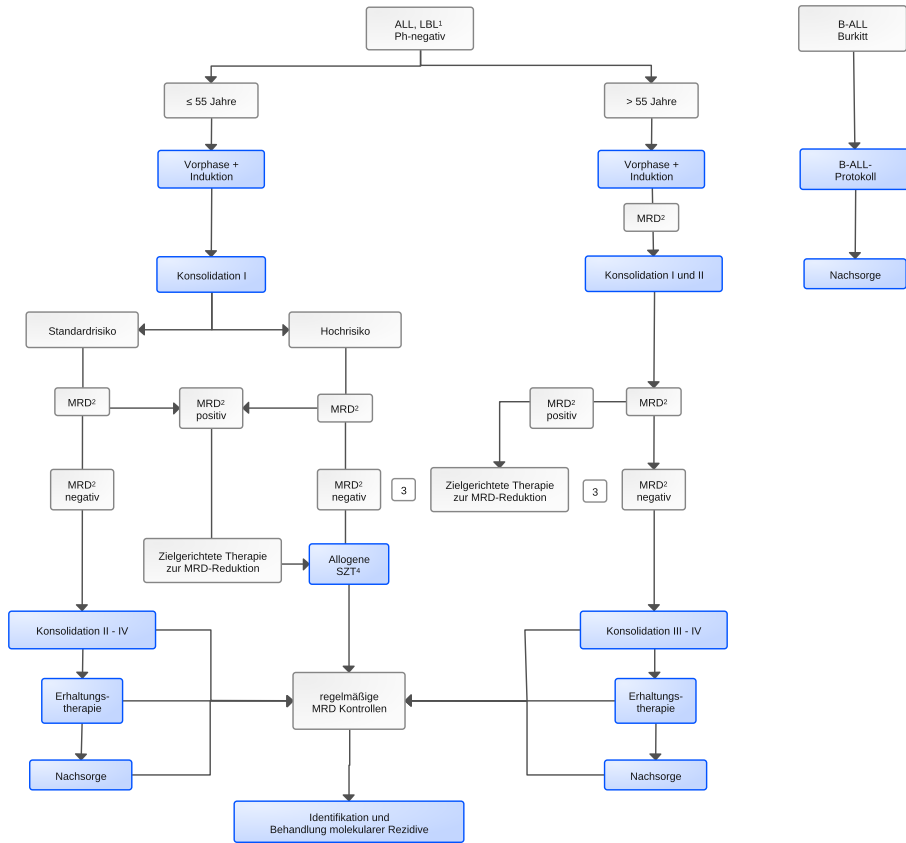 ALL, LBL¹
Ph-negativ
B-ALL
Burkitt
≤ 55 Jahre
> 55 Jahre
Vorphase +
Induktion
Vorphase +
Induktion
B-ALL-
Protokoll
MRD²
Konsolidation I
Konsolidation I und II
Nachsorge
Standardrisiko
Hochrisiko
MRD²
MRD²
positiv
MRD²
MRD²
positiv
MRD²
MRD²
negativ
MRD²
negativ
3
Zielgerichtete Therapie
zur MRD-Reduktion
3
MRD²
negativ
Zielgerichtete Therapie
zur MRD-Reduktion
Allogene
SZT⁴
Konsolidation II - IV
Konsolidation III - IV
Erhaltungs-
therapie
regelmäßige
MRD Kontrollen
Erhaltungs-
therapie
Nachsorge
Nachsorge
Identifikation und
Behandlung molekularer Rezidive